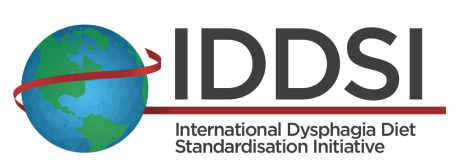 IDDSI
International Dysphagia Diet
Standardisation Initiative